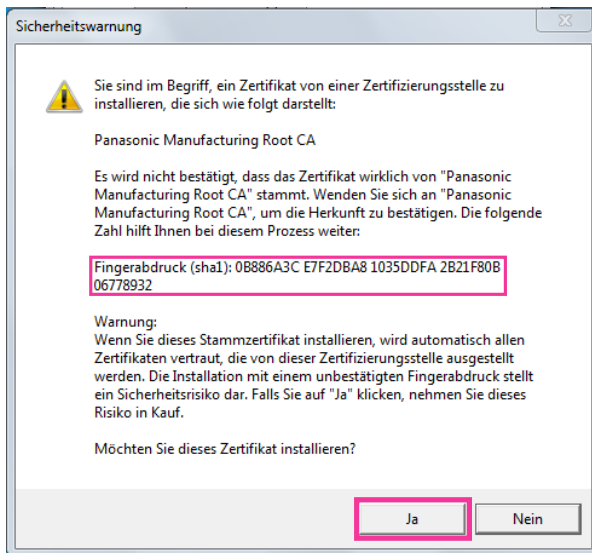 Sicherheitswarnung
Sie sind im Begriff, ein Zertifikat von einer Zertifizierungsstelle zu
installieren, die sich wie folgt darstellt:
Panasonic Manufacturing Root CA
Es wird nicht bestätigt, dass das Zertifikat wirklich von "Panasonic
Manufacturing Root CA" stammt. Wenden Sie sich an "Panasonic
Manufacturing Root CA", um die Herkunft zu bestätigen. Die folgende
Zahl hilft Ihnen bei diesem Prozess weiter:
Fingerabdruck (sha1): 0B886A3C E7F2DBA8 1035DDFA 2B21F80B
06778932
Warnung:
Wenn Sie dieses Stammzertifikat installieren, wird automatisch allen
Zertifikaten vertraut, die von dieser Zertifizierungsstelle ausgestellt
werden. Die Installation mit einem unbestätigten Fingerabdruck stellt
ein Sicherheitsrisiko dar. Falls Sie auf "Ja" klicken, nehmen Sie dieses
Risiko in Kauf.
Möchten Sie dieses Zertifikat installieren?
Ja
Nein